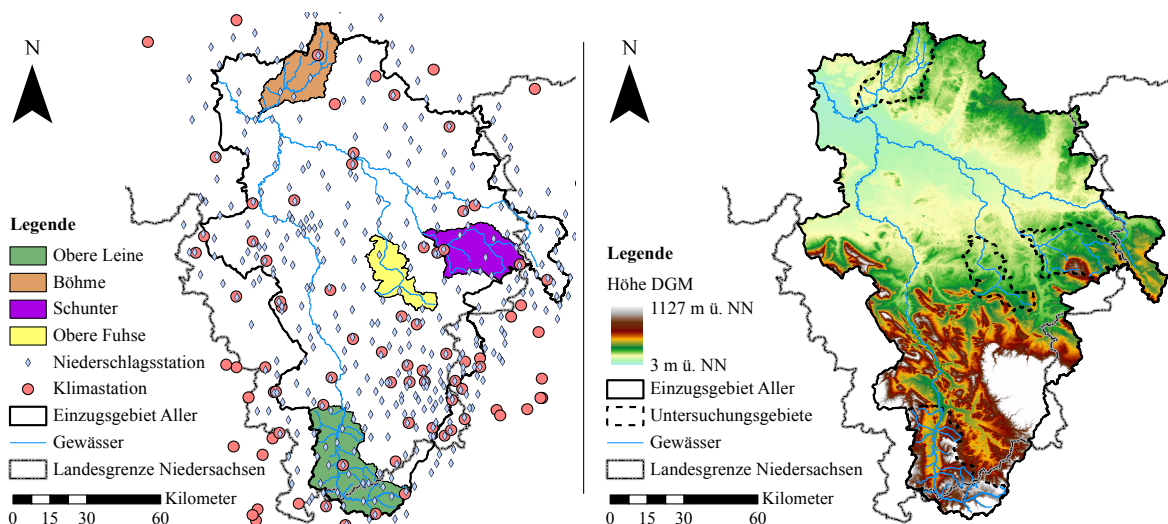 N
Legende
Obere Leine
Böhme
Schunter
Obere Fuhse
Niederschlagsstation
Klimastation
Einzugsgebiet Aller
Gewässer
Landesgrenze Niedersachsen
Kilometer
0 15 30 60
N
Legende
Höhe DGM
1127 m ü. NN
3 m ü. NN
Einzugsgebiet Aller
Untersuchungsgebiete
Gewässer
Landesgrenze Niedersachsen
Kilometer
0 15 30 60